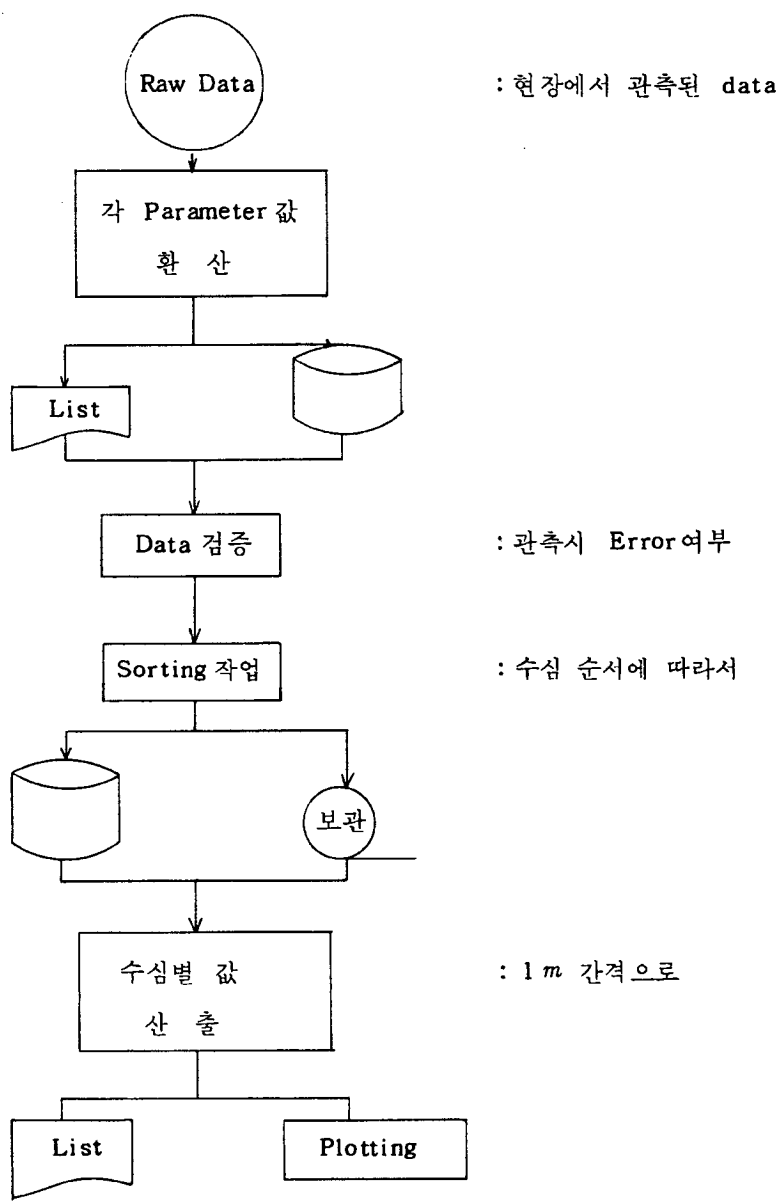 Raw Data
: 현장에서 관측된 data
각 Parameter 값
환 산
List
Data 검증
: 관측시 Error 여부
Sorting 작업
: 수심 순서에 따라서
보관
수심별 값
산 출
: 1 m 간격으로
List
Plotting